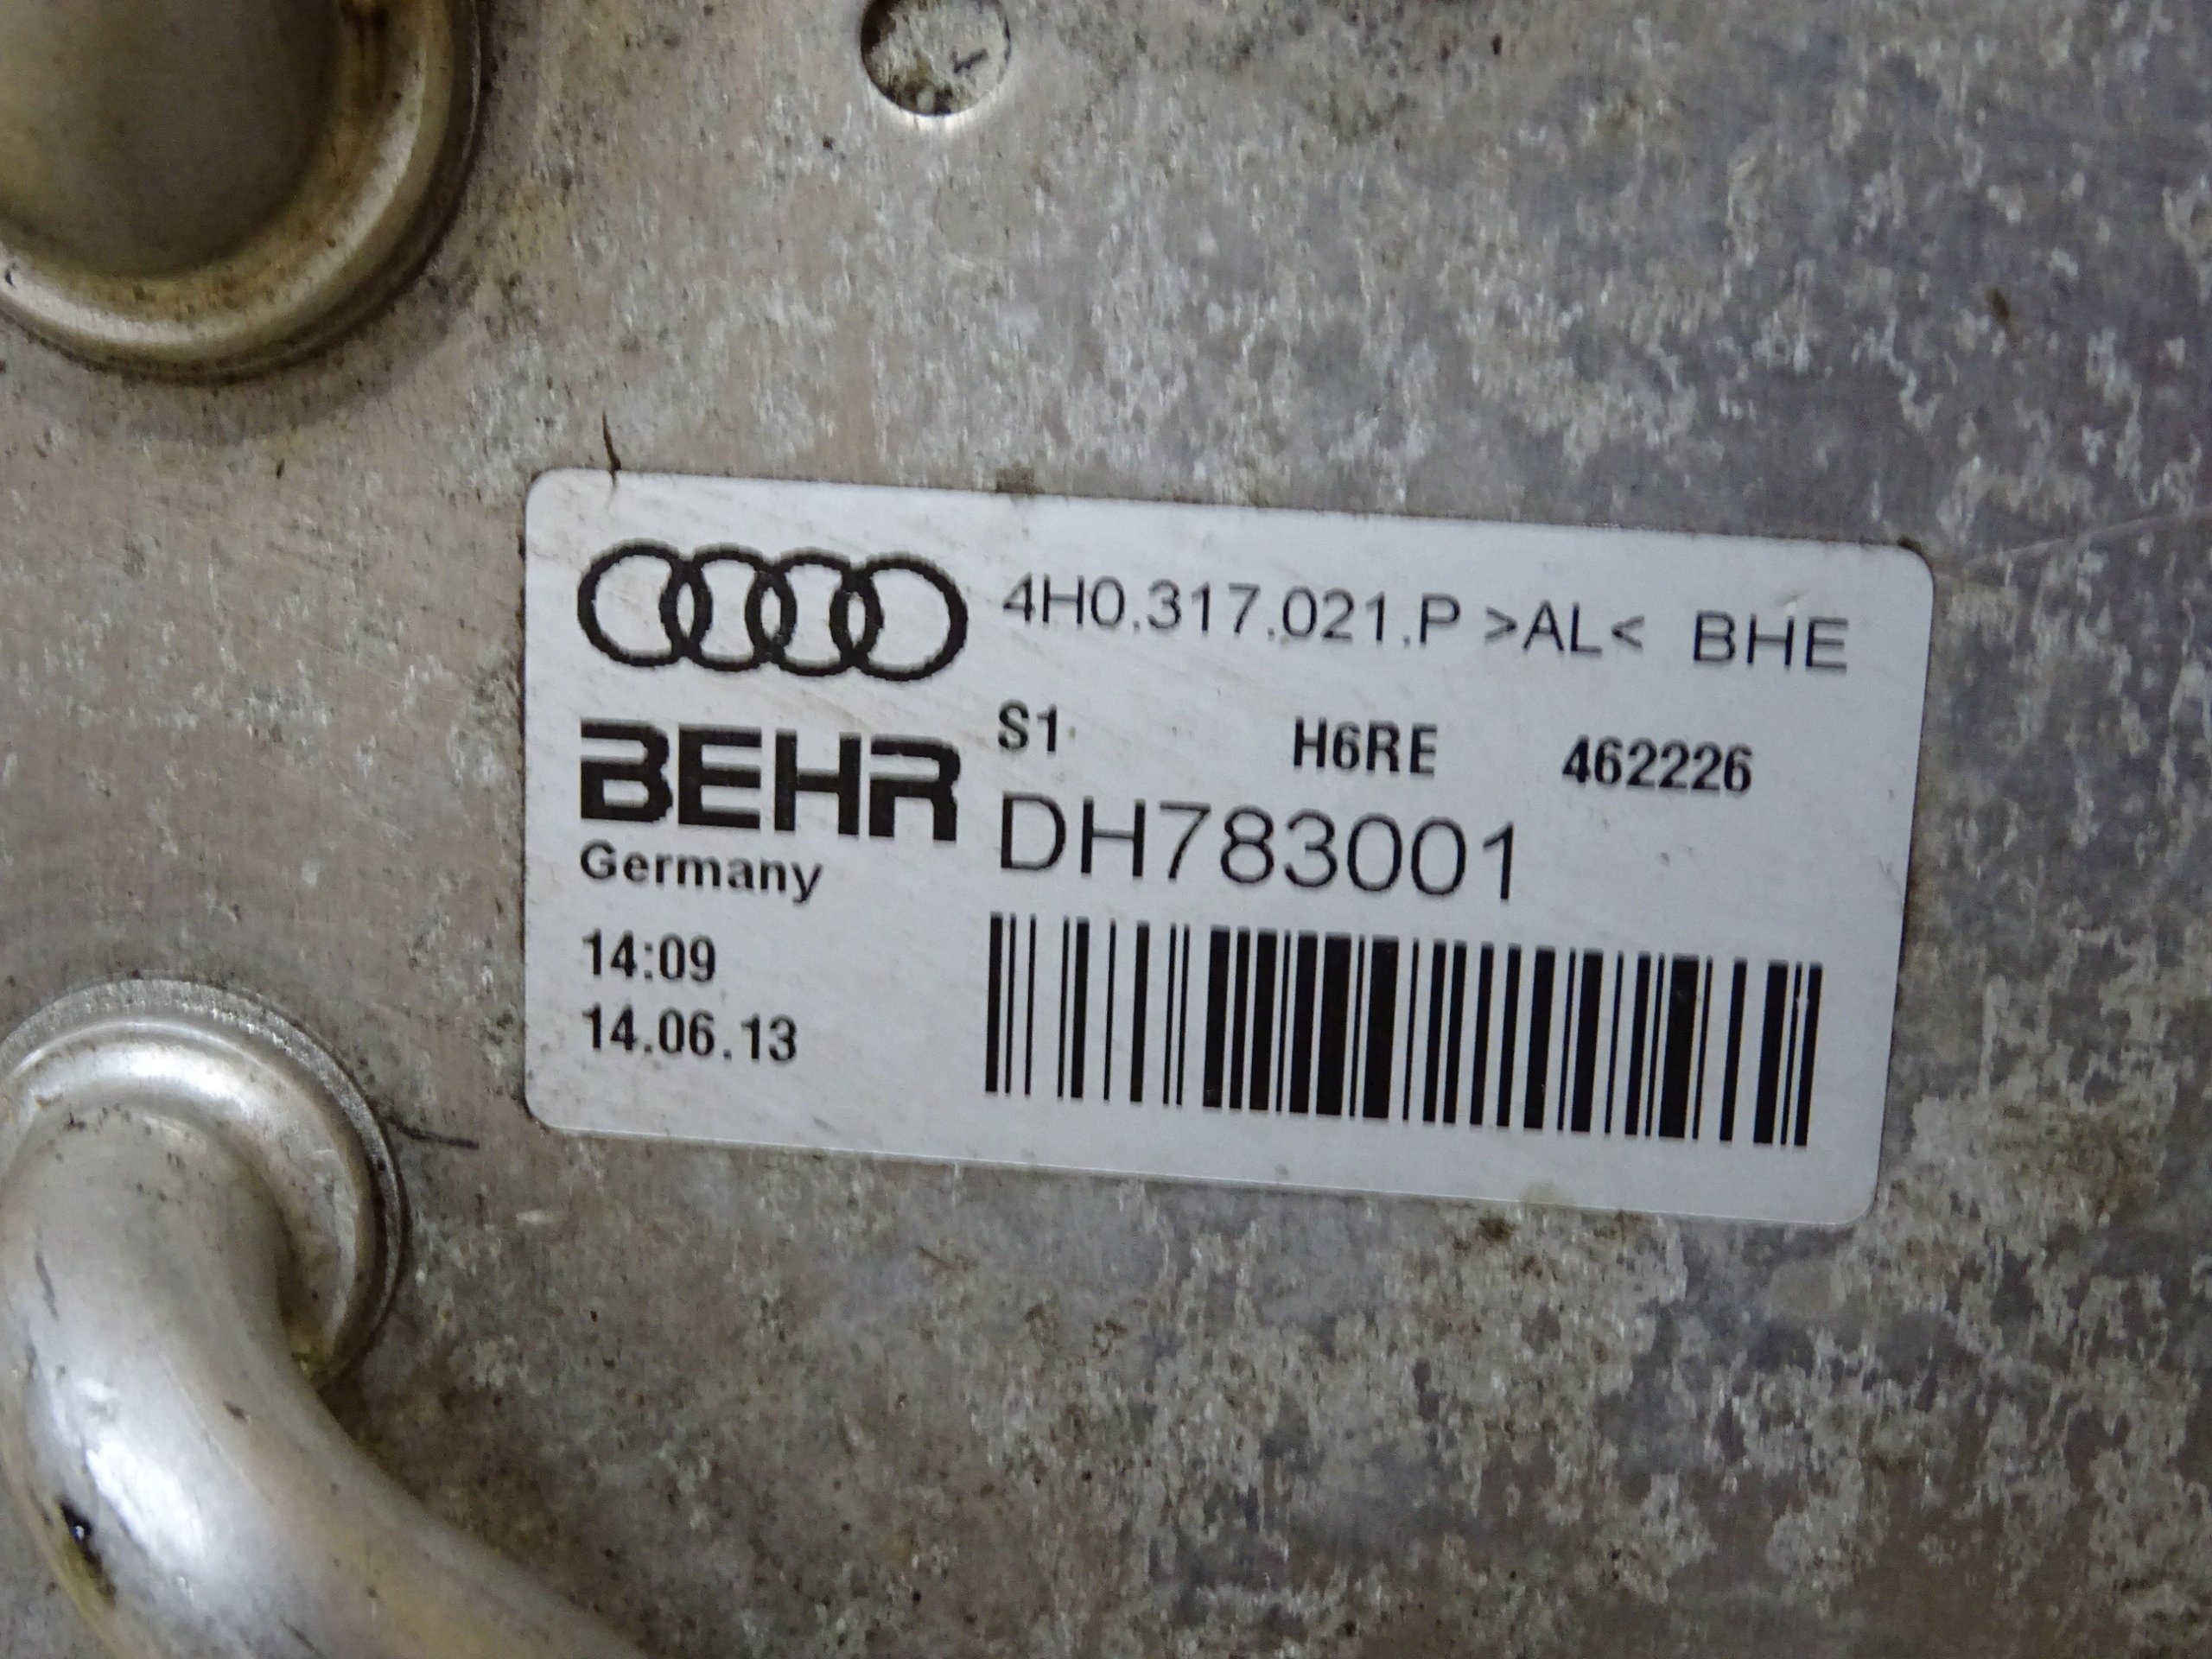 4H0.317.021.P >AL< BHE
S1 H6RE 462226
BEHR DH783001
Germany
14:09
14.06.13